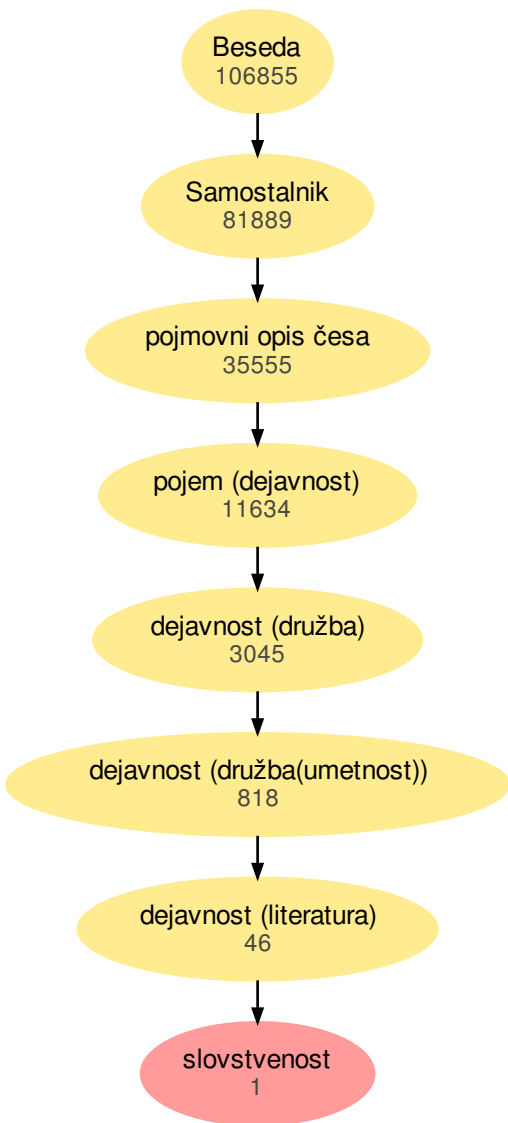 Beseda
106855
Samostalnik
81889
pojmovni opis česa
35555
pojem (dejavnost)
11634
dejavnost (družba)
3045
dejavnost (družba(umetnost))
818
dejavnost (literatura)
46
slovstvenost
1